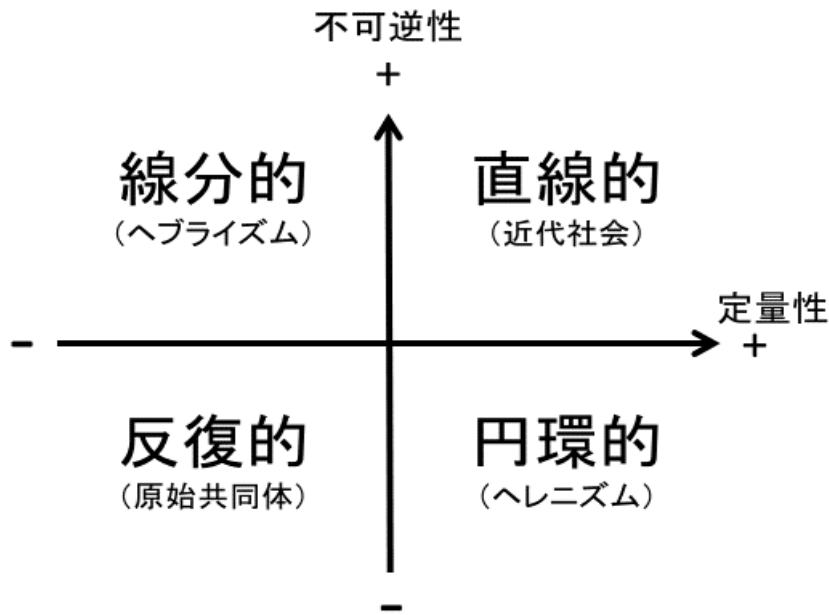 不可逆性
+
線分的
(ヘブライズム)
直線的
(近代社会)
定量性
-
+
反復的
(原始共同体)
円環的
(ヘレニズム)
-